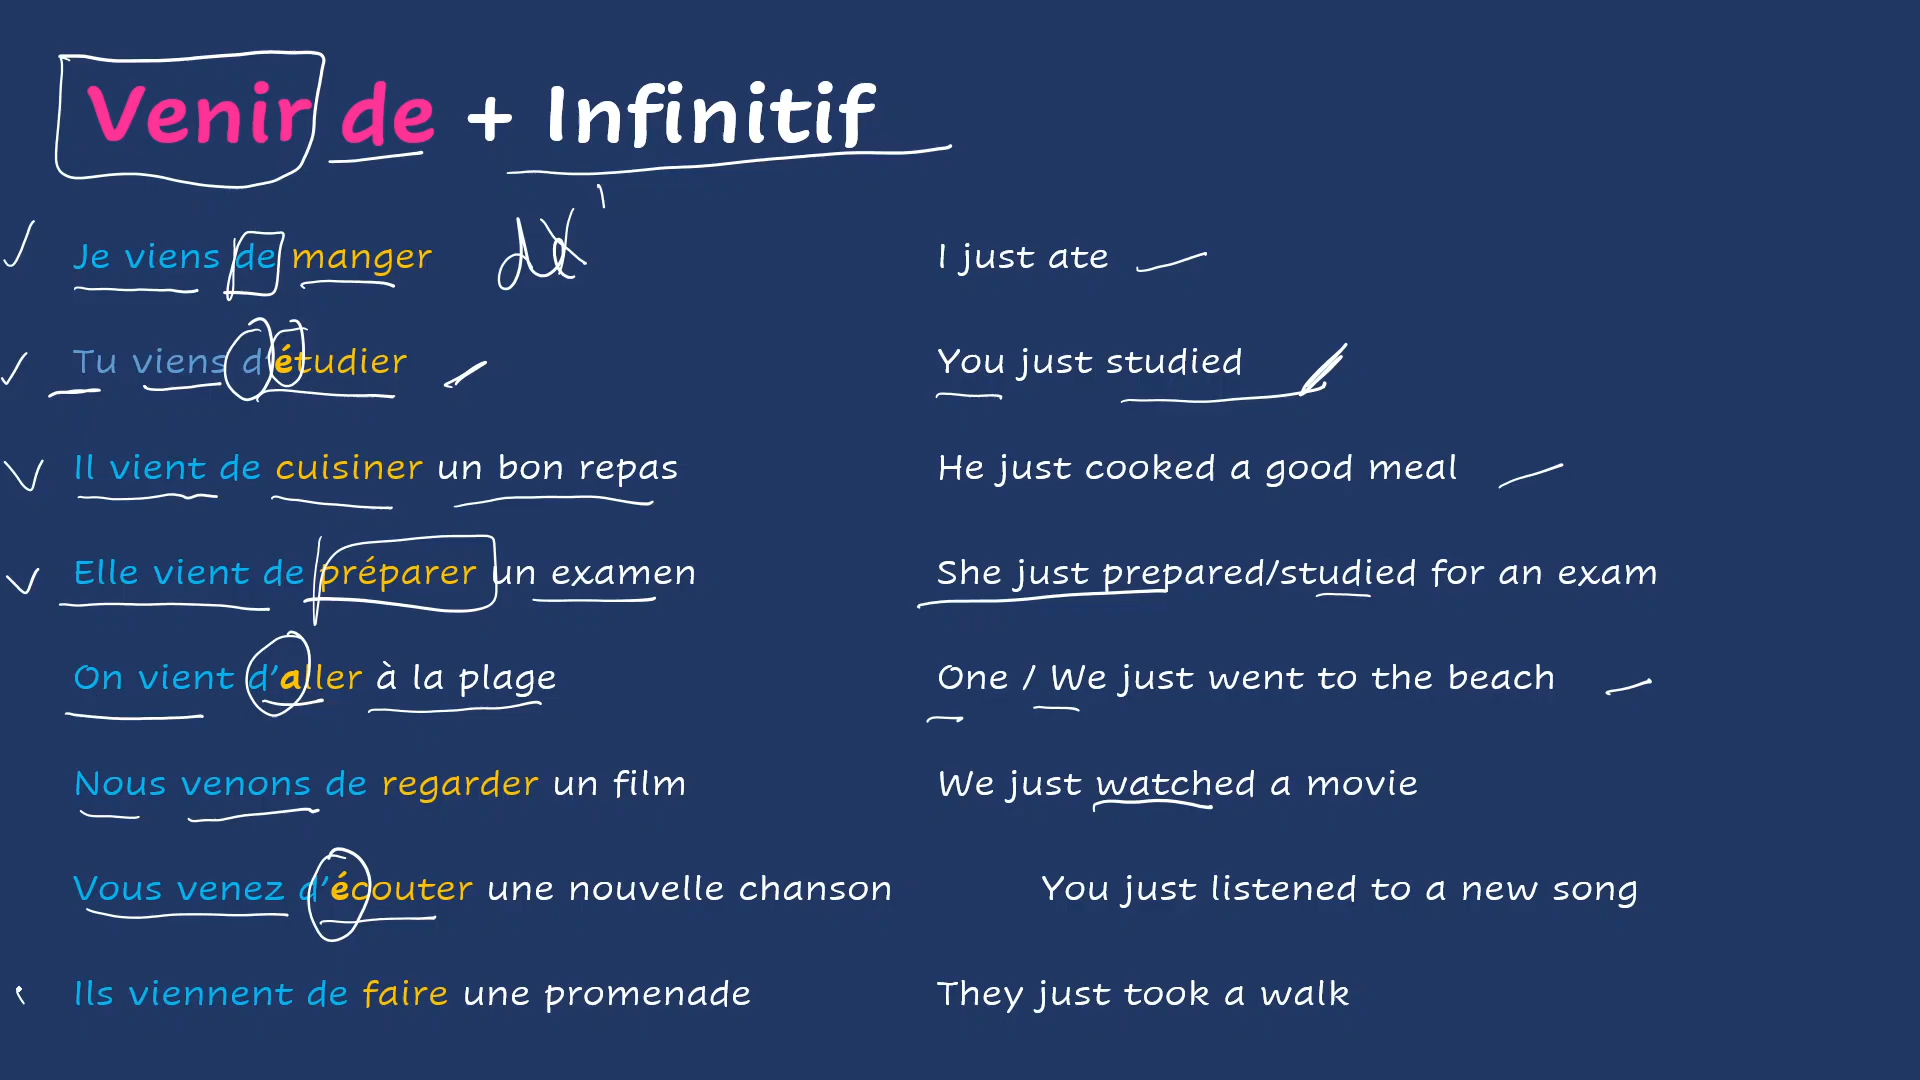 Venir de + Infinitif
de '
Je viens de manger I just ate
Tu viens d'étudier You just studied
Il vient de cuisiner un bon repas He just cooked a good meal
Elle vient de préparer un examen She just prepared/studied for an exam
On vient d’aller à la plage One / We just went to the beach
Nous venons de regarder un film We just watched a movie
Vous venez d’écouter une nouvelle chanson You just listened to a new song
Ils viennent de faire une promenade They just took a walk